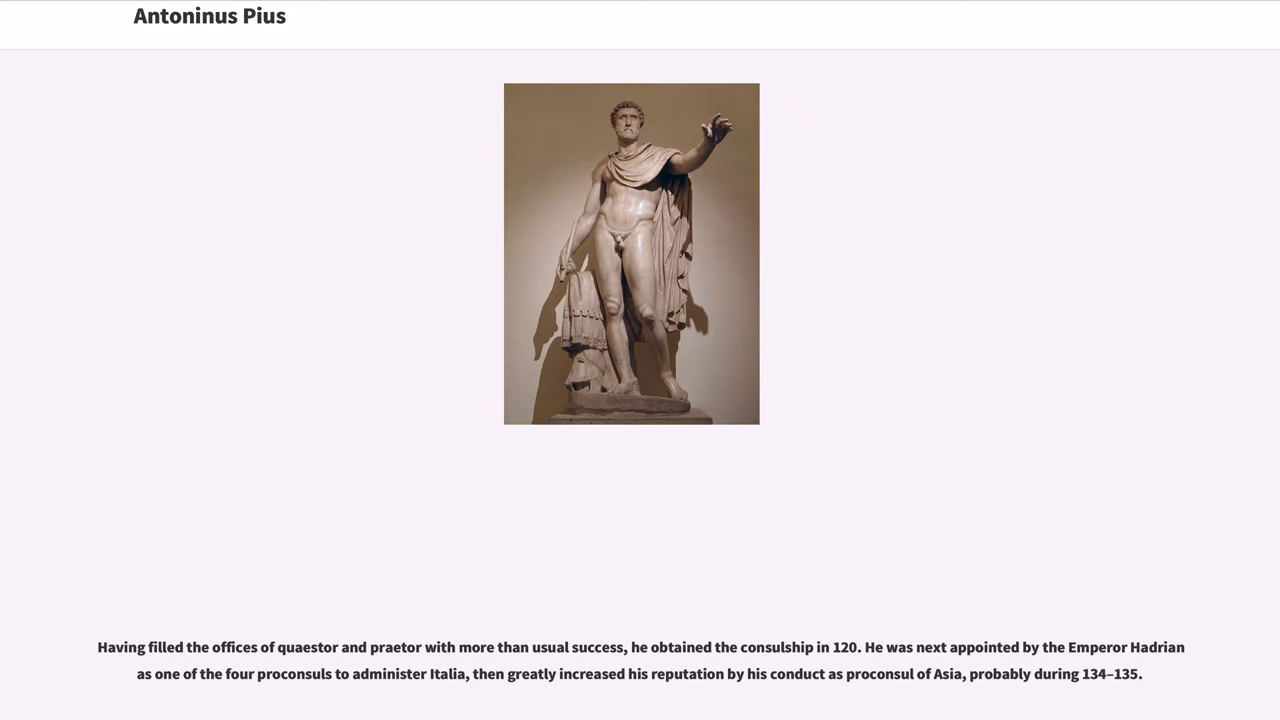 Antoninus Pius
Having filled the offices of quaestor and praetor with more than usual success, he obtained the consulship in 120. He was next appointed by the Emperor Hadrian
as one of the four proconsuls to administer Italia, then greatly increased his reputation by his conduct as proconsul of Asia, probably during 134–135.